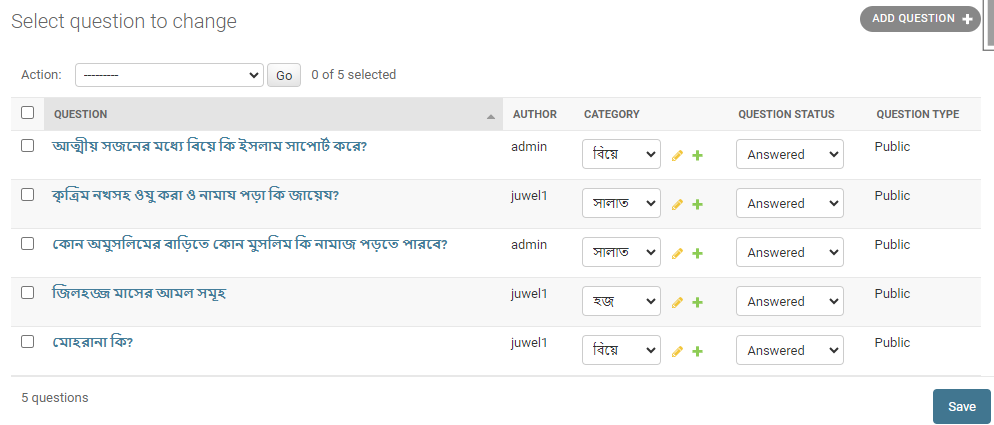 Select question to change
ADD QUESTION +
Action: --------- Go 0 of 5 selected
QUESTION AUTHOR CATEGORY QUESTION STATUS QUESTION TYPE
আত্মীয় সজনের মধ্যে বিয়ে কি ইসলাম সাপোর্ট করে? admin বিয়ে Answered Public
কৃত্রিম নখসহ ওযু করা ও নামায পড়া কি জায়েয? juwel1 সালাত Answered Public
কোন অমুসলিমের বাড়িতে কোন মুসলিম কি নামাজ পড়তে পারবে? admin সালাত Answered Public
জিলহজ্জ মাসের আমল সমূহ juwel1 হজ্ব Answered Public
মোহরানা কি? juwel1 বিয়ে Answered Public
5 questions
Save